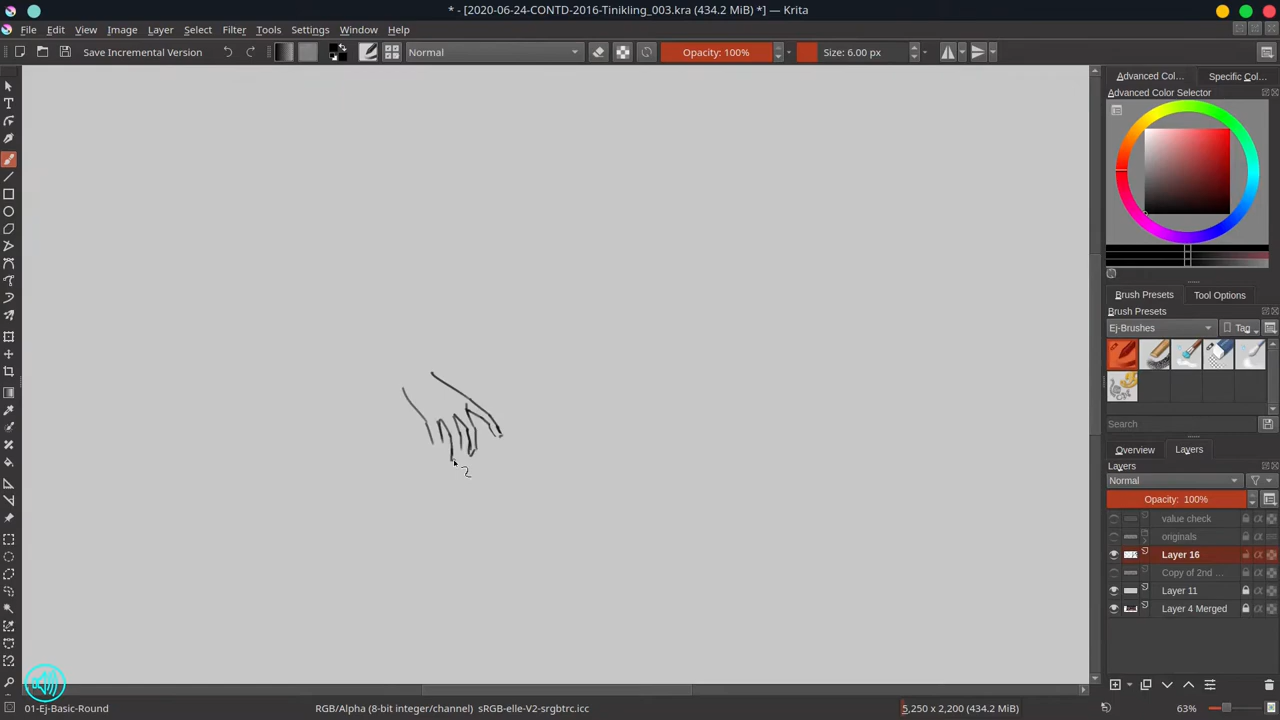 * - [2020-06-24-CONTD-2016-Tinikling_003.kra (434.2 MiB) *] — Krita
File Edit View Image Layer Select Filter Tools Settings Window Help
Save Incremental Version Normal Opacity: 100% Size: 6.00 px
Advanced Col... Specific Col...
Advanced Color Selector
Brush Presets Tool Options
Brush Presets
Ej-Brushes Tag
Search
Overview Layers
Layers
Normal
Opacity: 100%
value check
originals
Layer 16
Copy of 2nd ...
Layer 11
Layer 4 Merged
01-Ej-Basic-Round RGB/Alpha (8-bit integer/channel) sRGB-elle-V2-srgbtrc.icc 5,250 x 2,200 (434.2 MiB) 63%